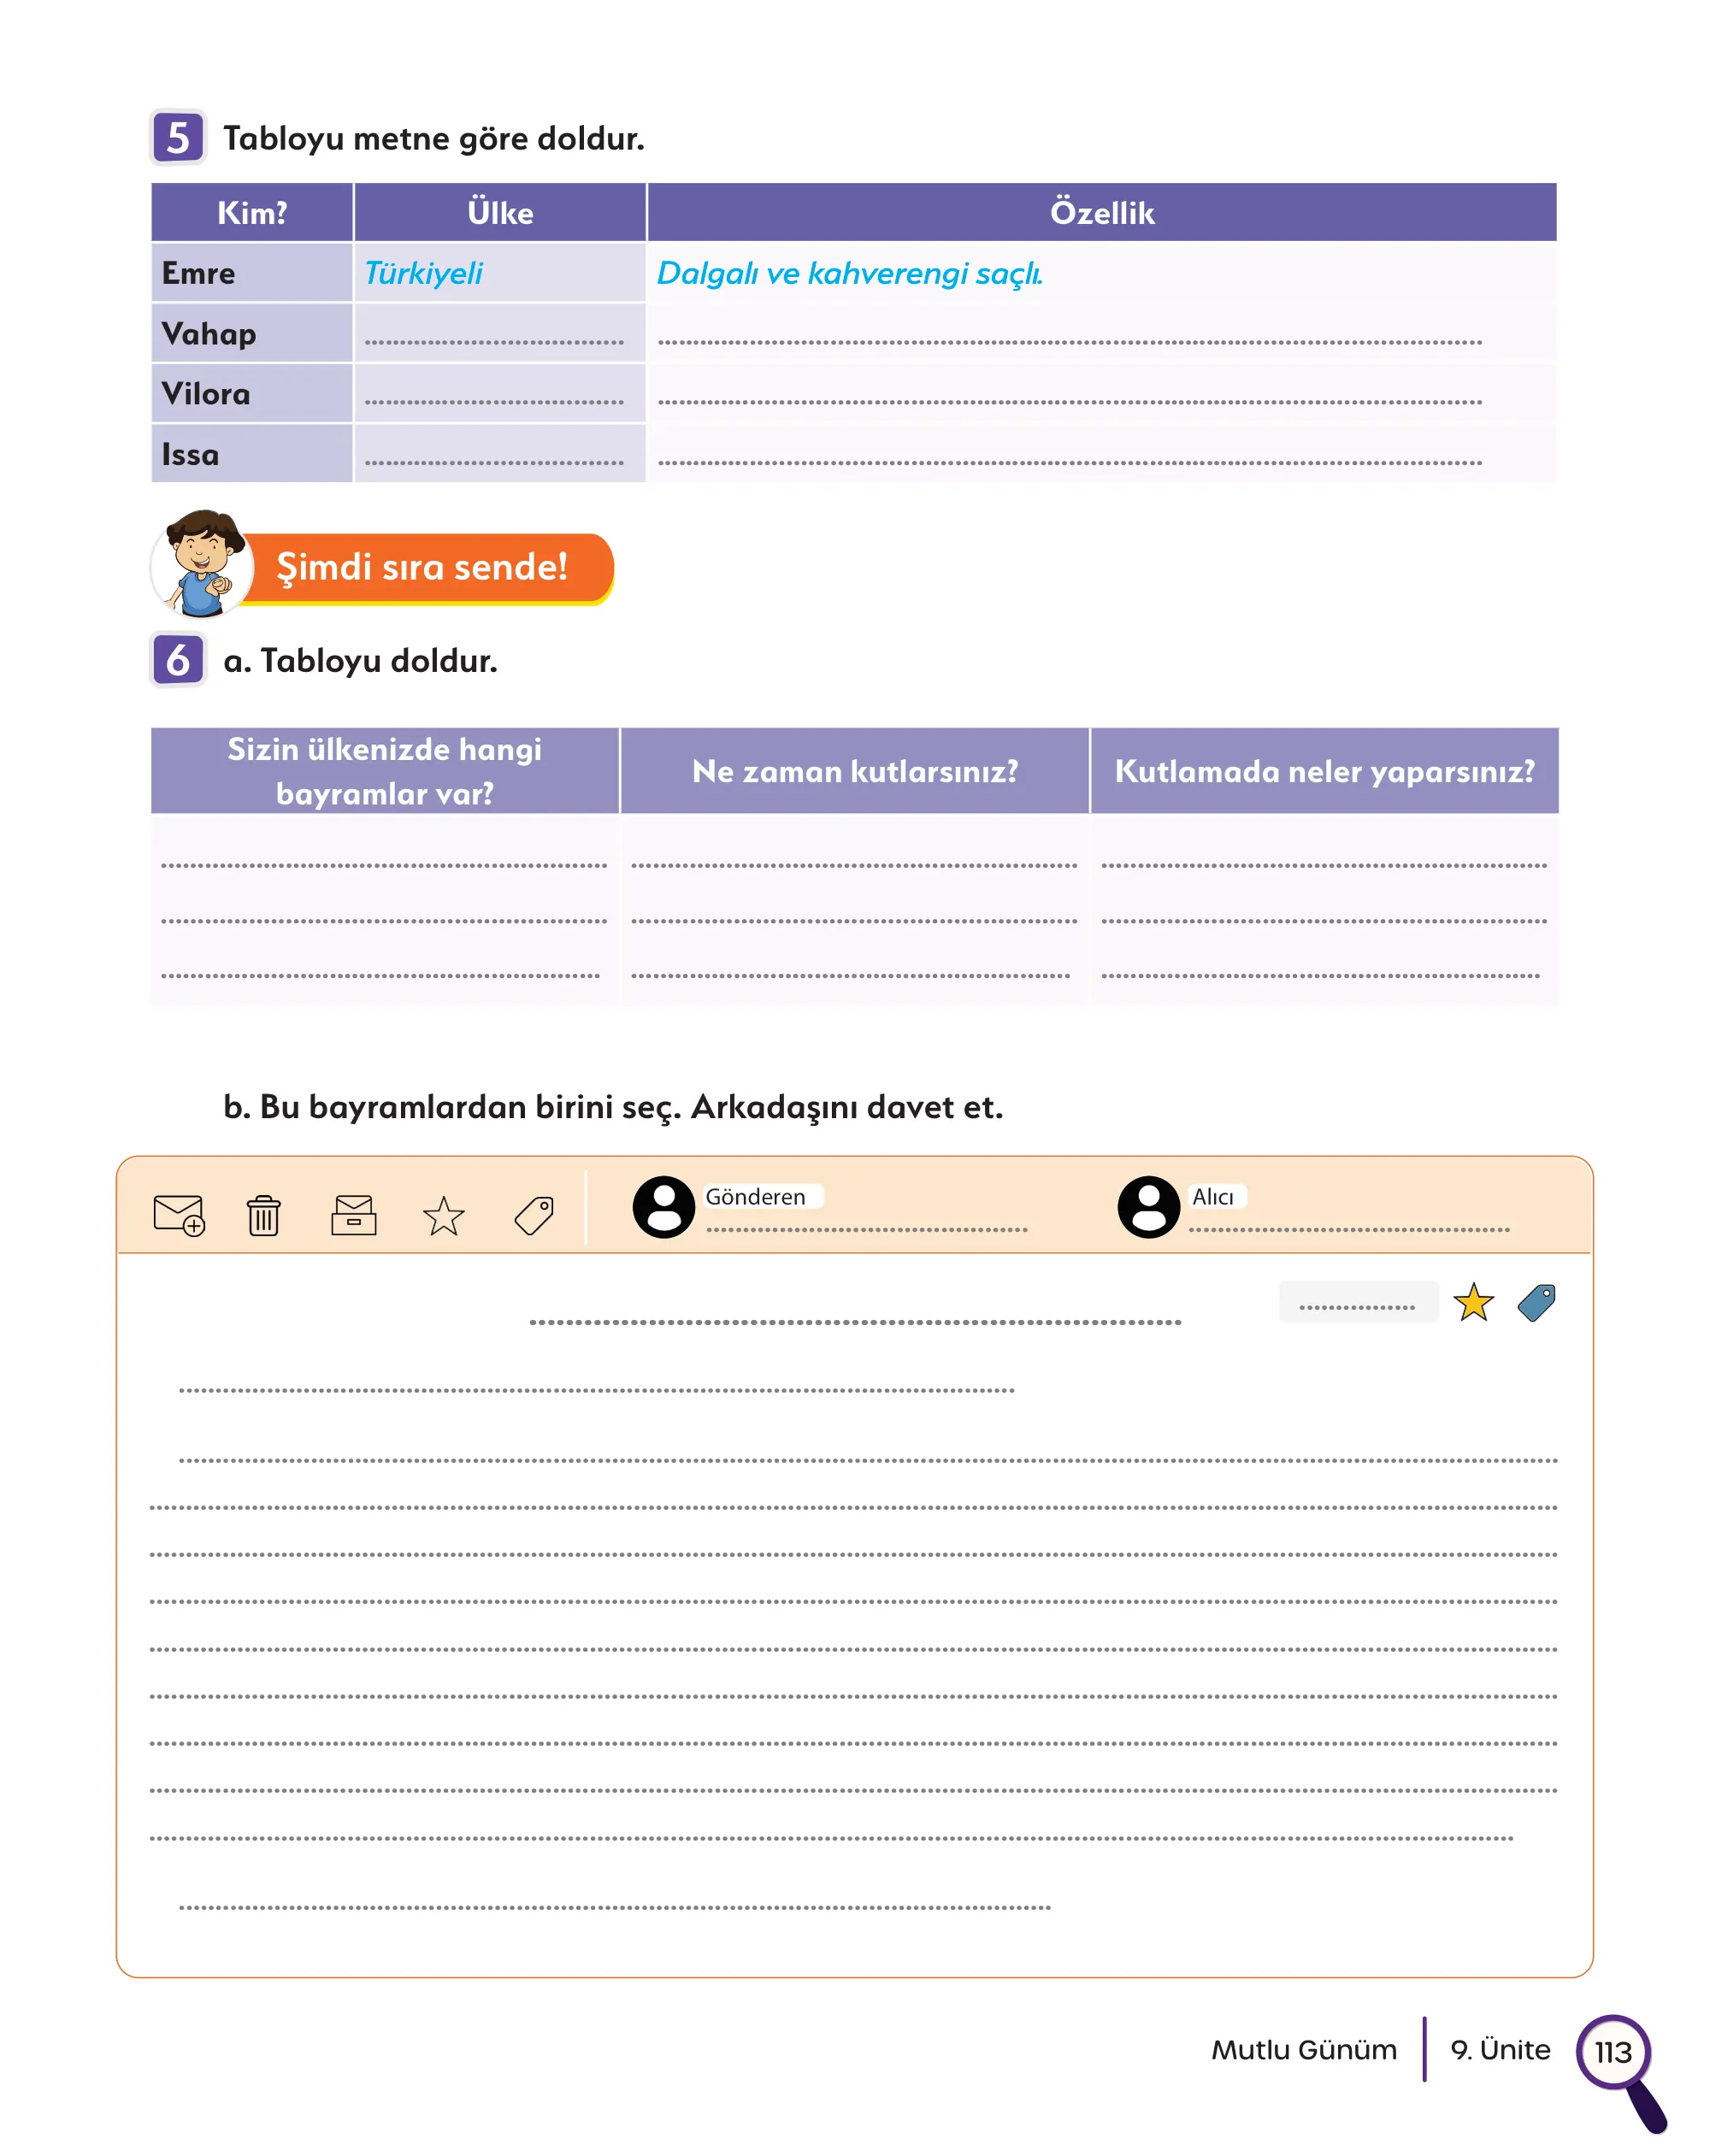 5 Tabloyu metne göre doldur.
Kim? Ülke Özellik
Emre Türkiyeli Dalgalı ve kahverengi saçlı.
Vahap
Vilora
Issa
Şimdi sıra sende!
6 a. Tabloyu doldur.
Sizin ülkenizde hangi
bayramlar var?
Ne zaman kutlarsınız?
Kutlamada neler yaparsınız?
b. Bu bayramlardan birini seç. Arkadaşını davet et.
Gönderen
Alıcı
Mutlu Günüm 9. Ünite 113